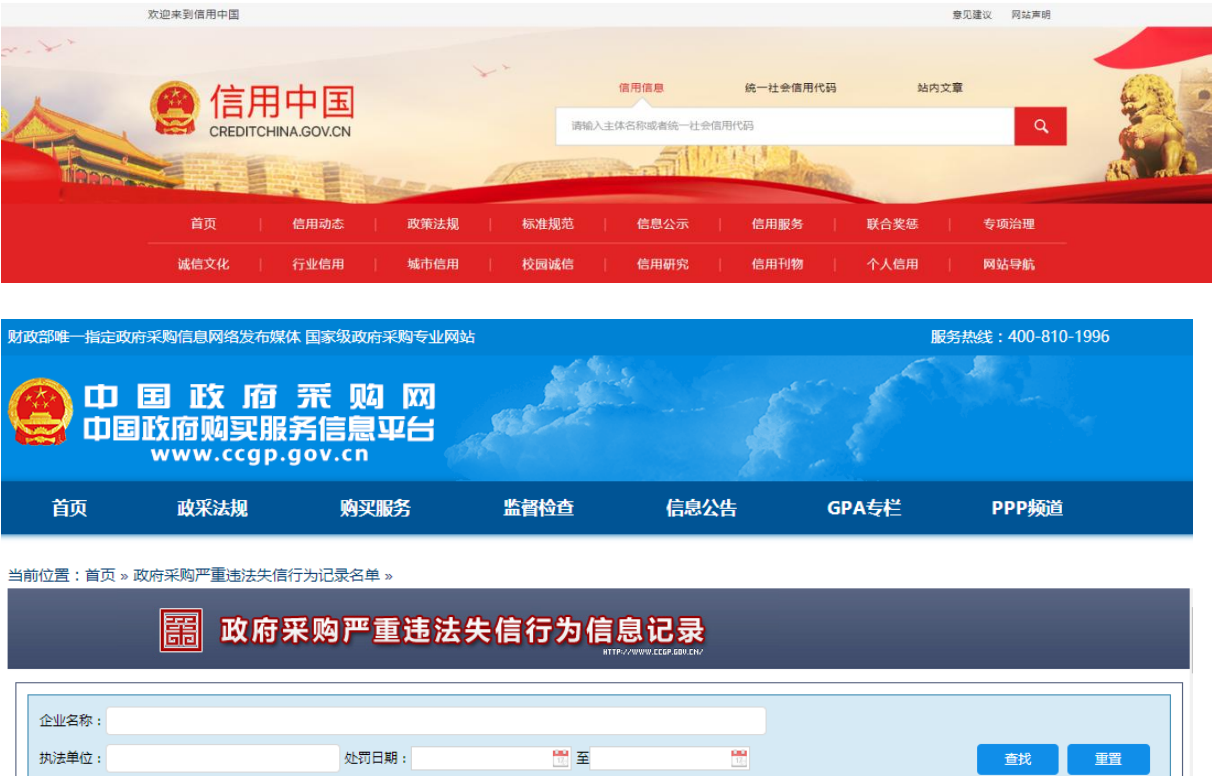 欢迎来到信用中国 意见建议 网站声明
信用信息 统一社会信用代码 站内文章
信用中国
CREDITCHINA.GOV.CN
请输入主体名称或者统一社会信用代码
首页 信用动态 政策法规 标准规范 信息公示 信用服务 联合奖惩 专项治理
诚信文化 行业信用 城市信用 校园诚信 信用研究 信用刊物 个人信用 网站导航
财政部唯一指定政府采购信息网络发布媒体 国家级政府采购专业网站 服务热线：400-810-1996
中国政府采购网
中国政府购买服务信息平台
www.ccgp.gov.cn
首页 政采法规 购买服务 监督检查 信息公告 GPA专栏 PPP频道
当前位置：首页 » 政府采购严重违法失信行为记录名单 »
政府采购严重违法失信行为信息记录
HTTP://WWW.CCGP.GOV.CN/
企业名称：
执法单位： 处罚日期： 至 查找 重置